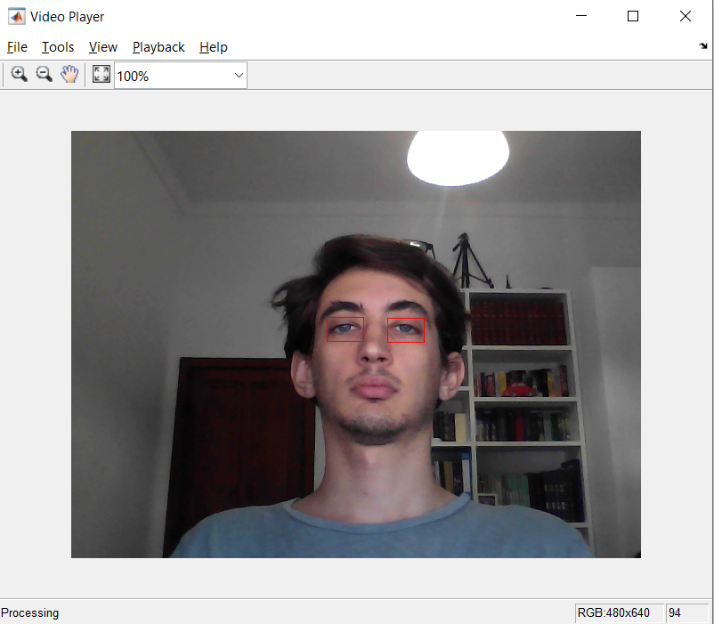 Video Player
File Tools View Playback Help
100%
Processing
RGB:480x640
94